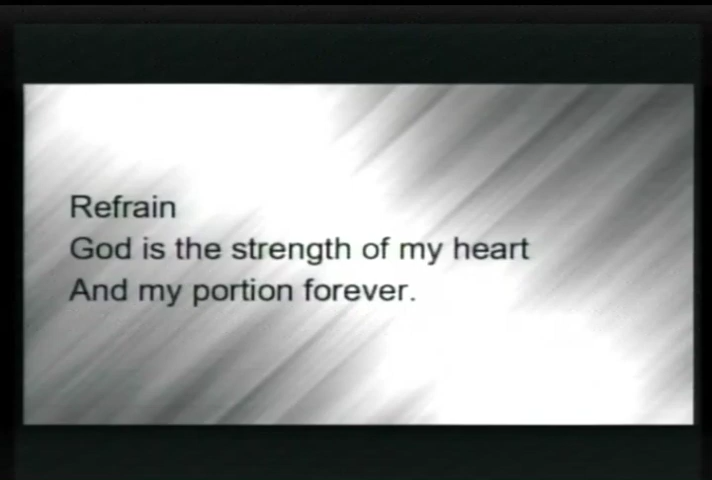 Refrain
God is the strength of my heart
And my portion forever.